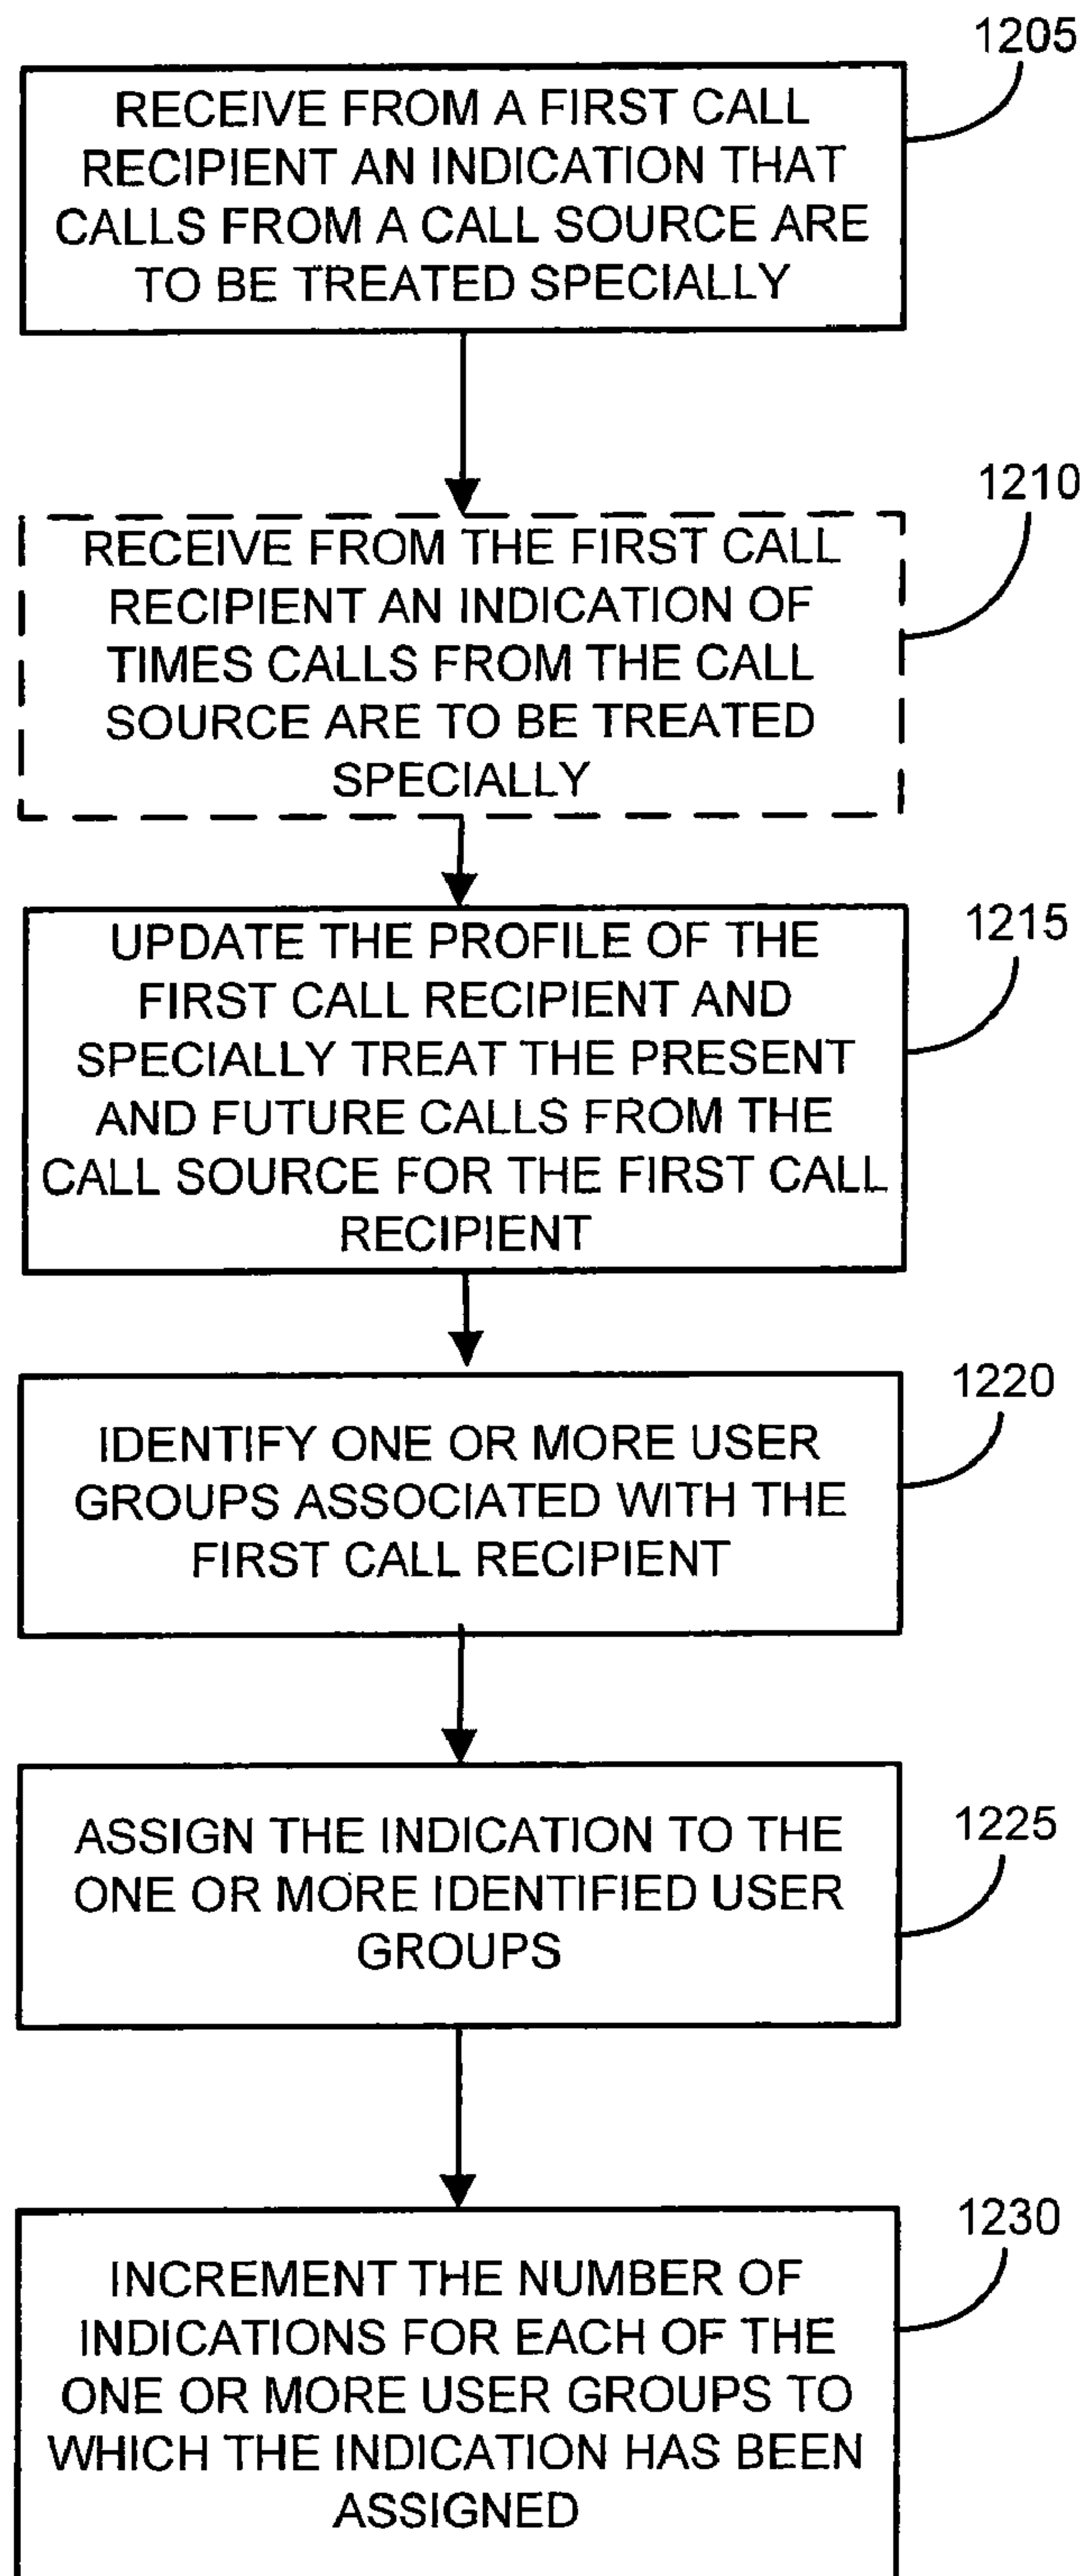 1205
RECEIVE FROM A FIRST CALL
RECIPIENT AN INDICATION THAT
CALLS FROM A CALL SOURCE ARE
TO BE TREATED SPECIALLY
1210
RECEIVE FROM THE FIRST CALL
RECIPIENT AN INDICATION OF
TIMES CALLS FROM THE CALL
SOURCE ARE TO BE TREATED
SPECIALLY
1215
UPDATE THE PROFILE OF THE
FIRST CALL RECIPIENT AND
SPECIALLY TREAT THE PRESENT
AND FUTURE CALLS FROM THE
CALL SOURCE FOR THE FIRST CALL
RECIPIENT
1220
IDENTIFY ONE OR MORE USER
GROUPS ASSOCIATED WITH THE
FIRST CALL RECIPIENT
1225
ASSIGN THE INDICATION TO THE
ONE OR MORE IDENTIFIED USER
GROUPS
1230
INCREMENT THE NUMBER OF
INDICATIONS FOR EACH OF THE
ONE OR MORE USER GROUPS TO
WHICH THE INDICATION HAS BEEN
ASSIGNED